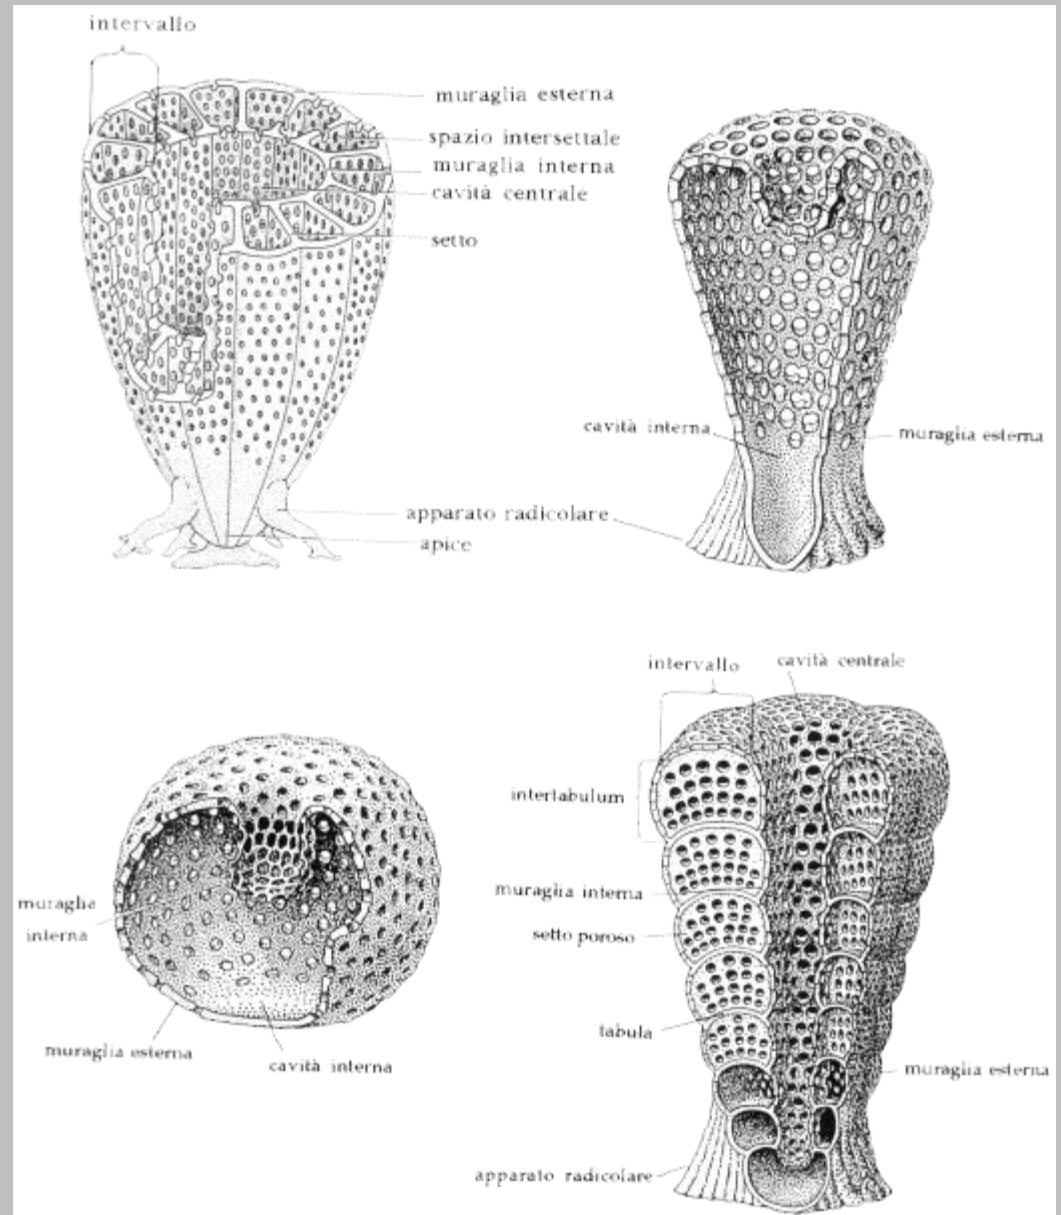 intervallo
muraglia esterna
spazio intersettale
muraglia interna
cavità centrale
setto
cavità interna
muraglia esterna
apparato radicolare
apice
intervallo
cavità centrale
intertabulum
muraglia interna
setto poroso
tabula
muraglia esterna
apparato radicolare
muraglia
interna
muraglia esterna
cavità interna